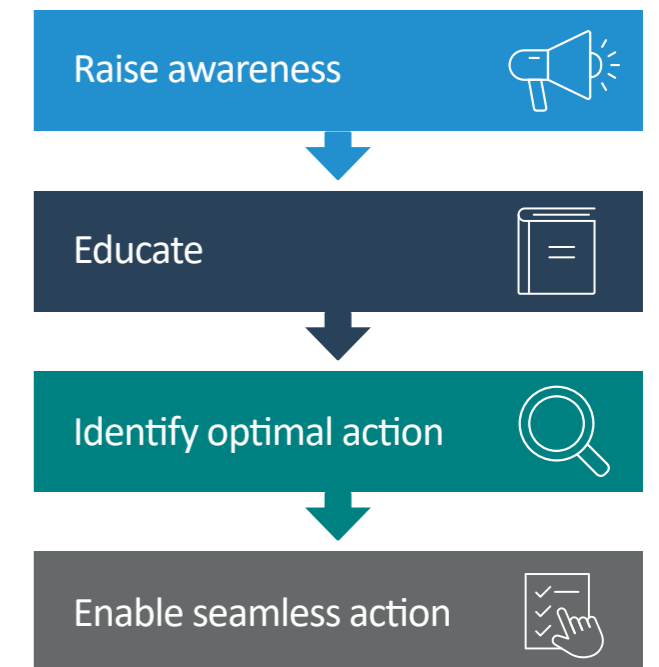 Raise awareness
Educate
Identify optimal action
Enable seamless action